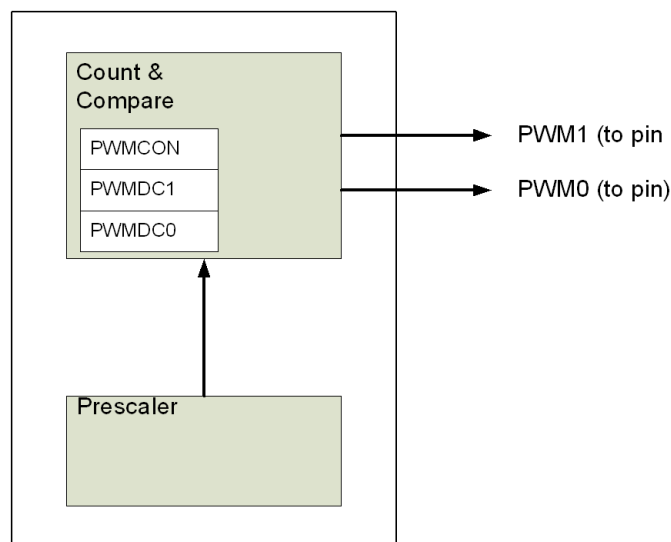 Count &
Compare
PWMCON
PWMDC1
PWMDC0
PWM1 (to pin
PWM0 (to pin)
Prescaler